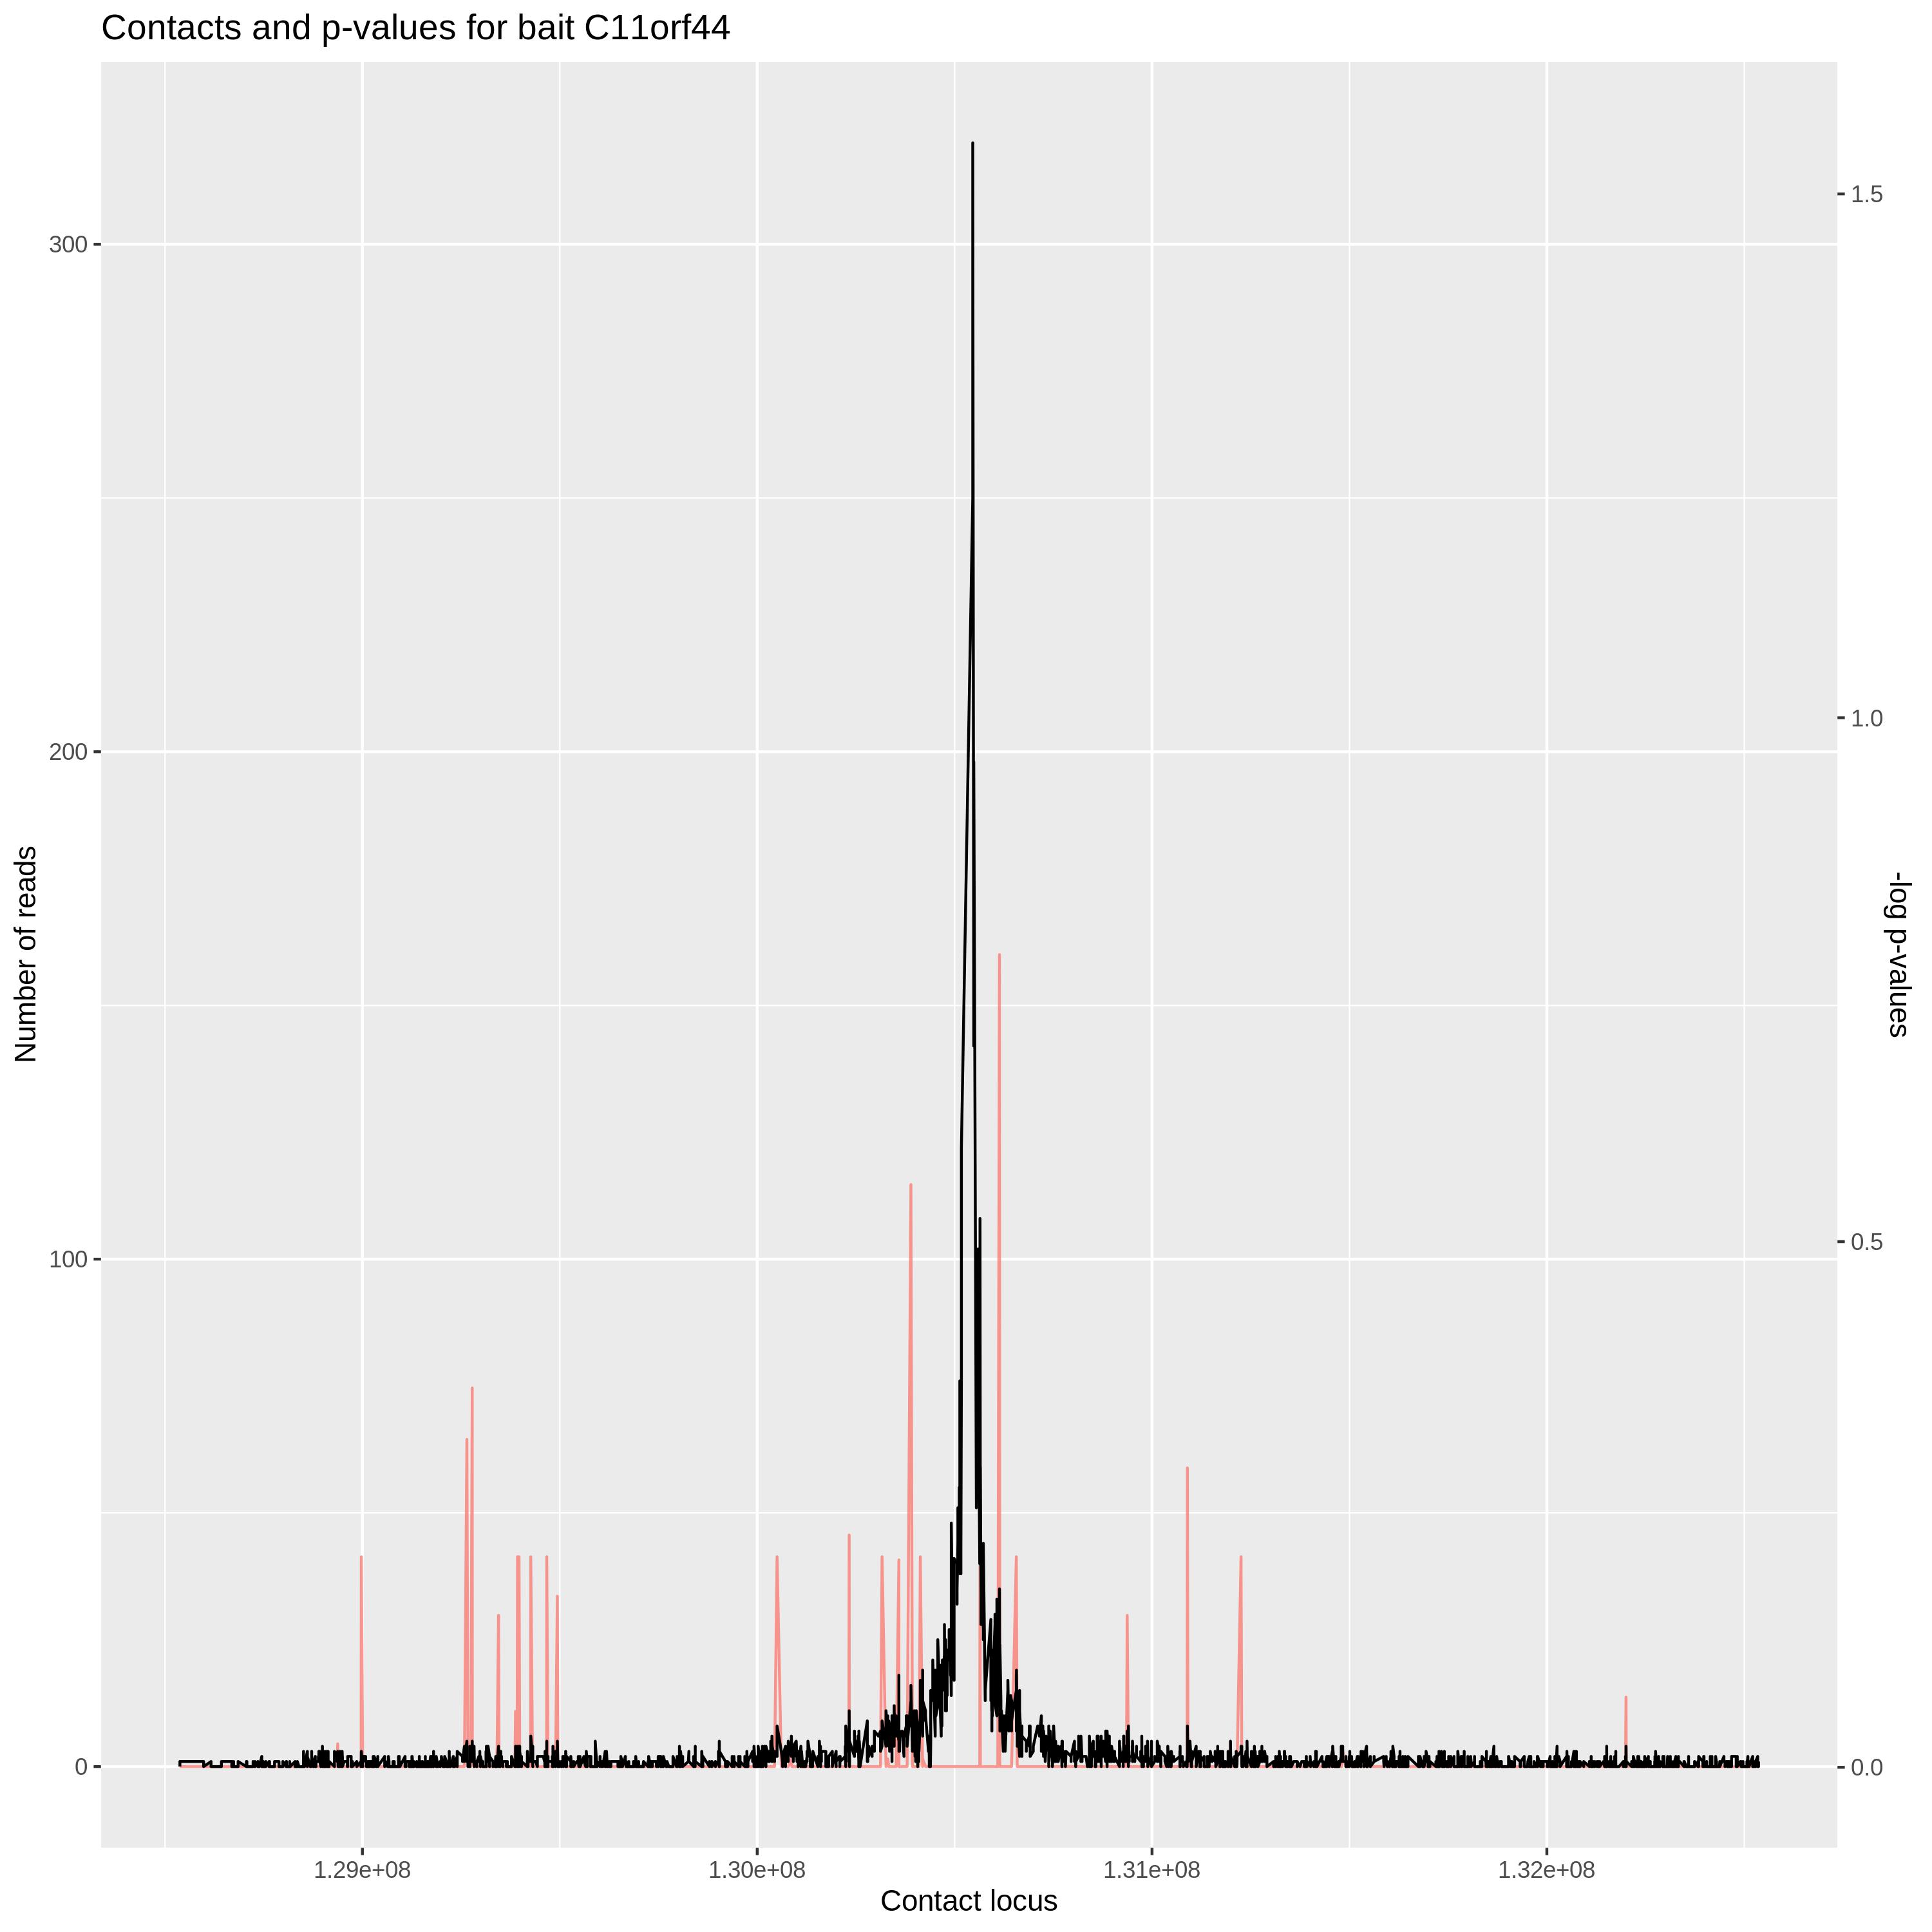 Contacts and p-values for bait C11orf44
300
200
100
0
Number of reads
1.5
1.0
0.5
0.0
-log p-values
1.29e+08
1.30e+08
1.31e+08
1.32e+08
Contact locus